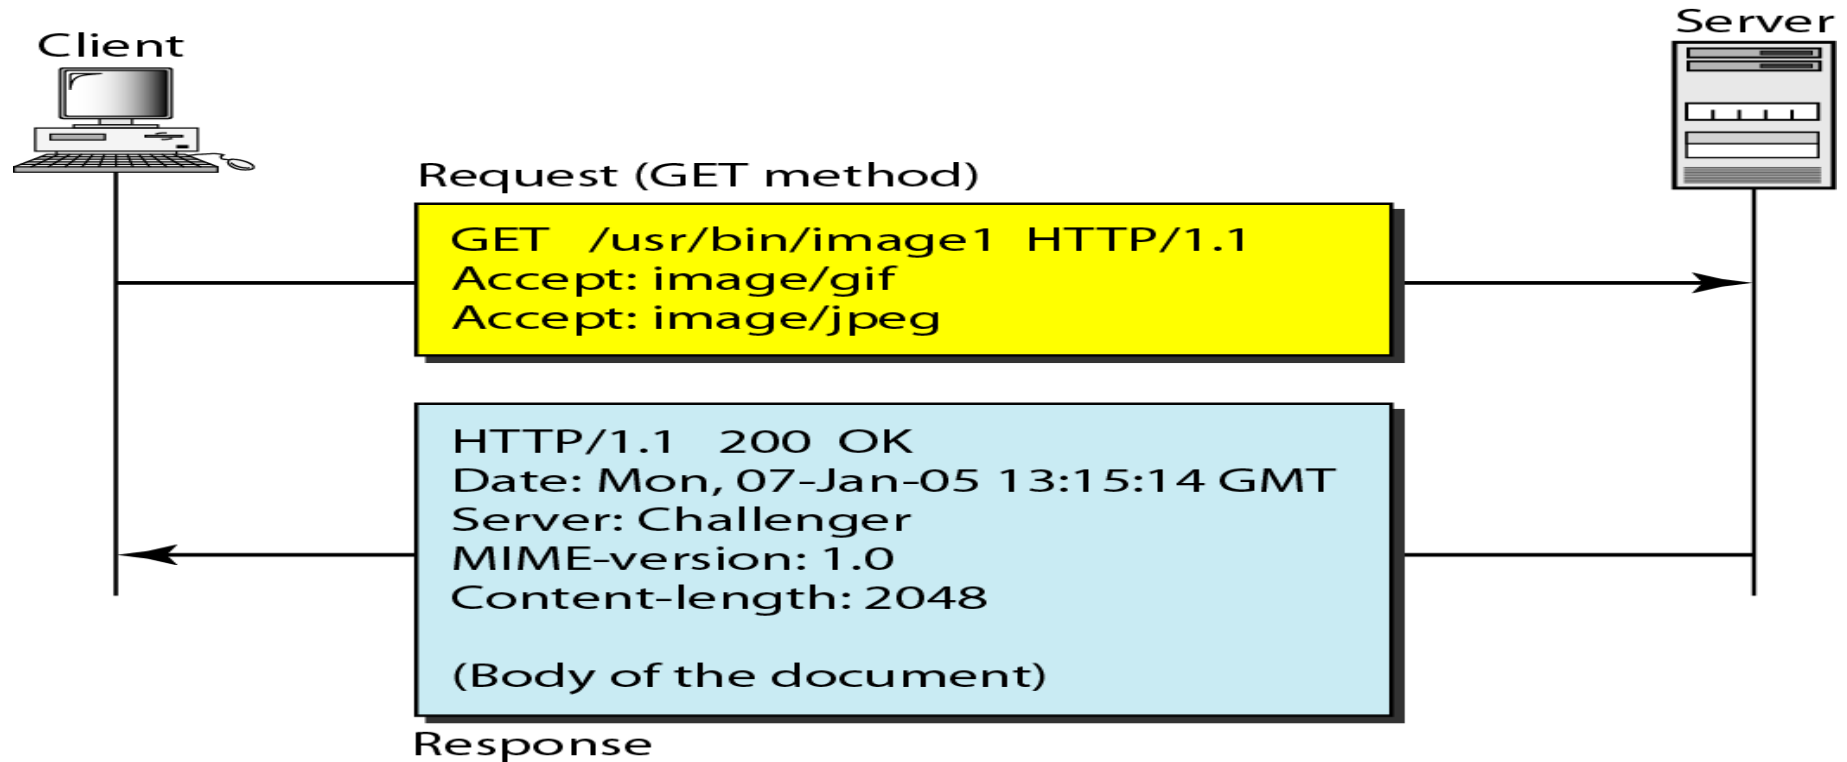 Client
Server
Request (GET method)
GET /usr/bin/image1 HTTP/1.1
Accept: image/gif
Accept: image/jpeg
HTTP/1.1 200 OK
Date: Mon, 07-Jan-05 13:15:14 GMT
Server: Challenger
MIME-version: 1.0
Content-length: 2048
(Body of the document)
Response